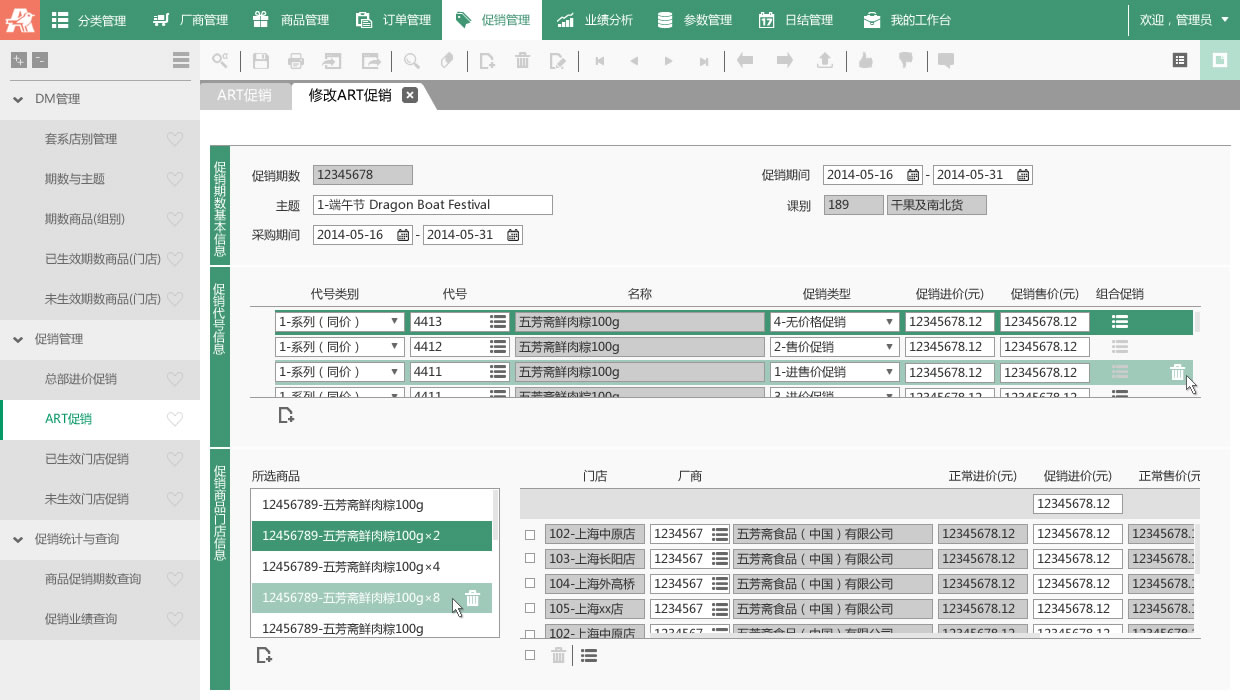 分类管理 厂商管理 商品管理 订单管理 促销管理 业绩分析 参数管理 日结管理 我的工作台 欢迎，管理员
DM管理
套系店别管理
期数与主题
期数商品(组别)
已生效期数商品(门店)
未生效期数商品(门店)
促销管理
总部进价促销
ART促销
已生效门店促销
未生效门店促销
促销统计与查询
商品促销期数查询
促销业绩查询
ART促销 修改ART促销
促销期数基本信息
促销期数 12345678 促销期间 2014-05-16 - 2014-05-31
主题 1-端午节 Dragon Boat Festival 课别 189 干果及南北货
采购期间 2014-05-16 - 2014-05-31
促销代号信息
代号类别 代号 名称 促销类型 促销进价(元) 促销售价(元) 组合促销
1-系列（同价） 4413 五芳斋鲜肉粽100g 4-无价格促销 12345678.12 12345678.12
1-系列（同价） 4412 五芳斋鲜肉粽100g 2-售价促销 12345678.12 12345678.12
1-系列（同价） 4411 五芳斋鲜肉粽100g 1-进售价促销 12345678.12 12345678.12
1-系列（同价） 4411 五芳斋鲜肉粽100g 3-进价促销 12345678.12 12345678.12
促销商品门店信息
所选商品
12456789-五芳斋鲜肉粽100g
12456789-五芳斋鲜肉粽100g×2
12456789-五芳斋鲜肉粽100g×4
12456789-五芳斋鲜肉粽100g×8
12456789-五芳斋鲜肉粽100g
门店 厂商 正常进价(元) 促销进价(元) 正常售价(元
12345678.12
102-上海中原店 1234567 五芳斋食品（中国）有限公司 12345678.12 12345678.12 12345678.1
103-上海长阳店 1234567 五芳斋食品（中国）有限公司 12345678.12 12345678.12 12345678.1
104-上海外高桥 1234567 五芳斋食品（中国）有限公司 12345678.12 12345678.12 12345678.1
105-上海xx店 1234567 五芳斋食品（中国）有限公司 12345678.12 12345678.12 12345678.1
102-上海中原店 1234567 五芳斋食品（中国）有限公司 12345678.12 12345678.12 12345678.1